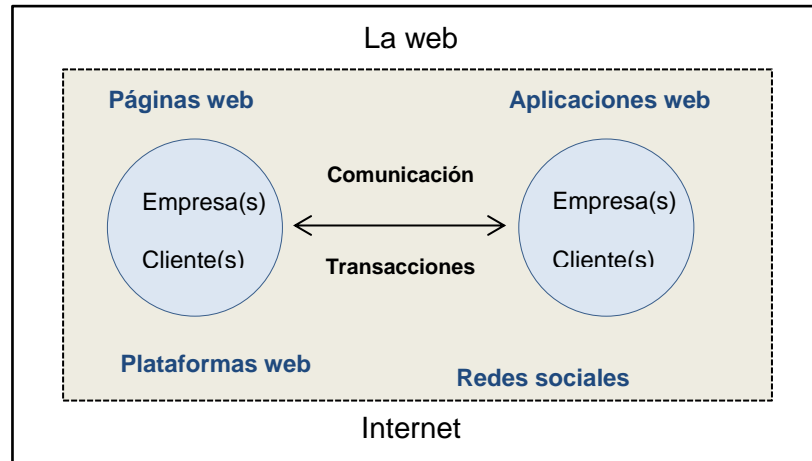 La web
Páginas web
Aplicaciones web
Comunicación
Empresa(s)
Cliente(s)
Empresa(s)
Cliente(s)
Transacciones
Plataformas web
Redes sociales
Internet